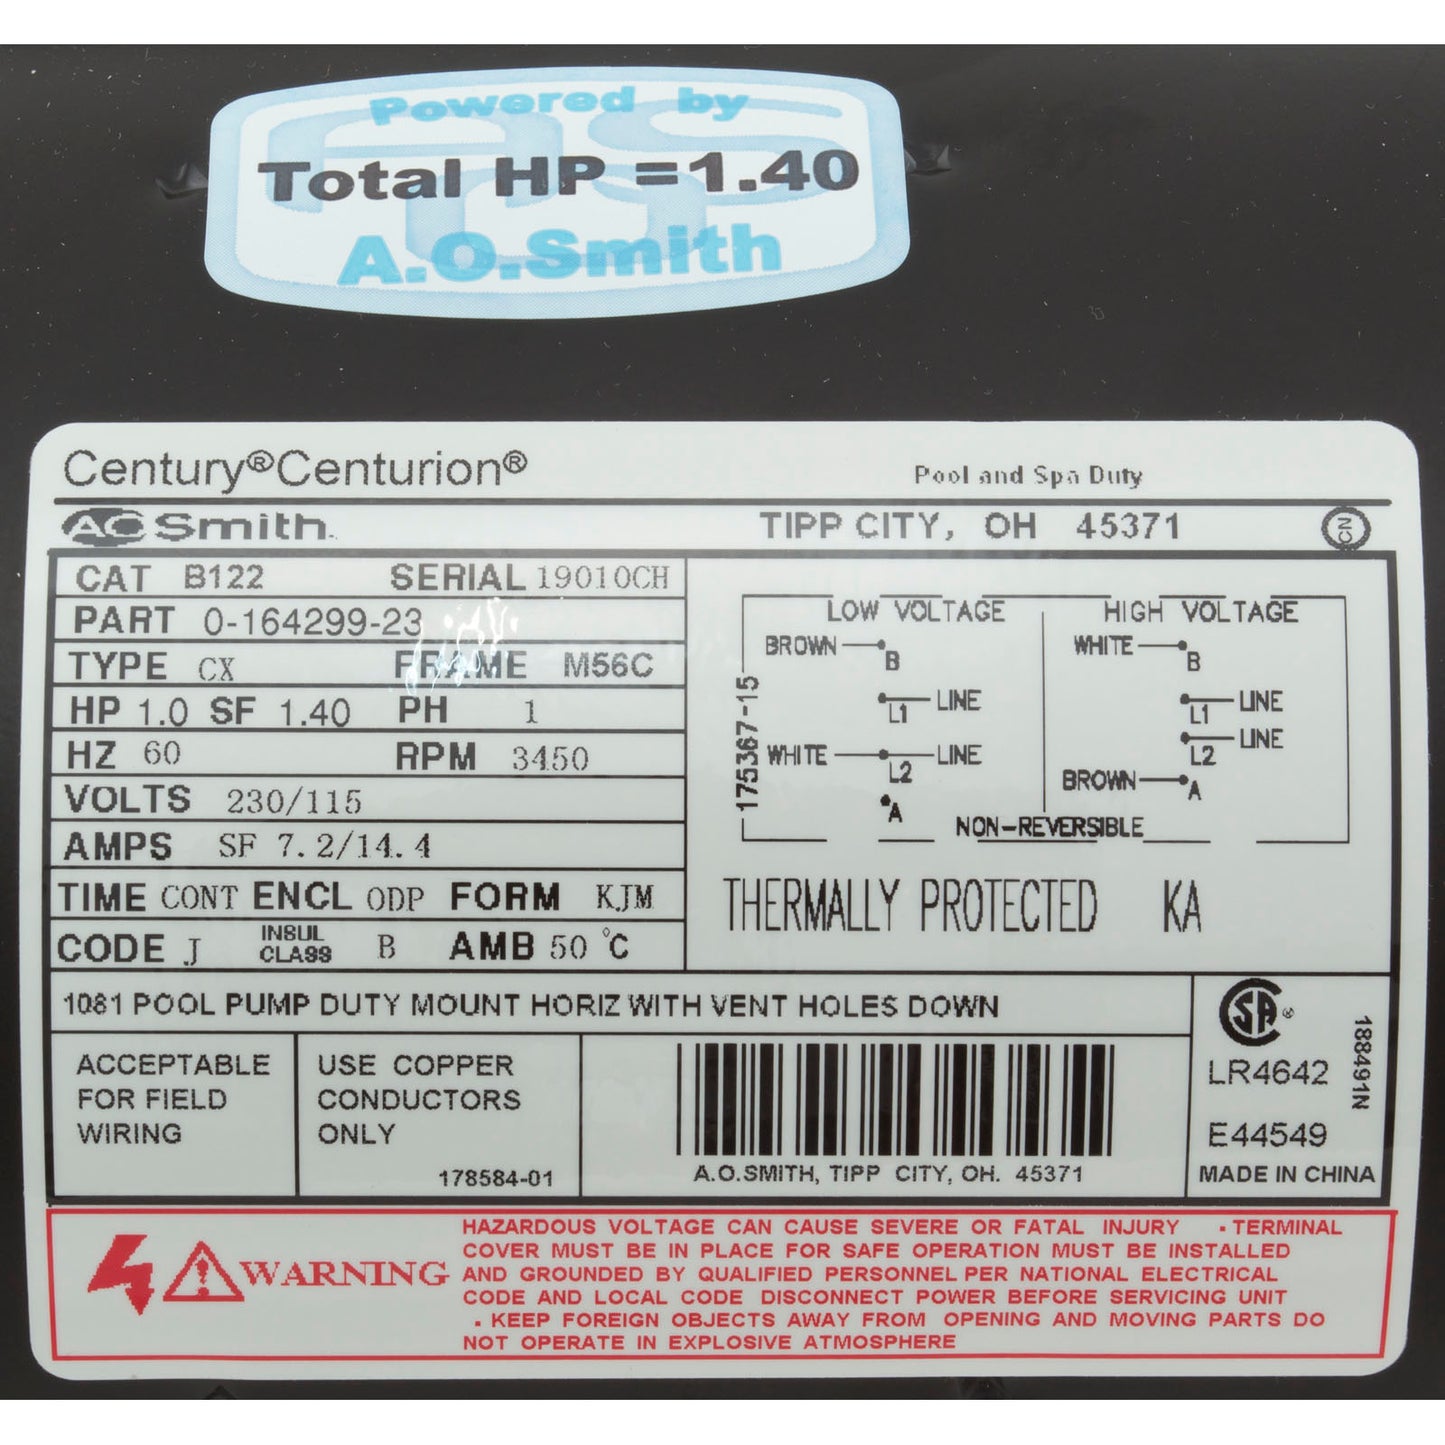 Powered by
Total HP =1.40
A.O.Smith
Century®Centurion®
Pool and Spa Duty
AO Smith.
TIPP CITY, OH 45371
CN
CAT B122 SERIAL 19010CH
PART 0-164299-23
TYPE CX FRAME M56C
HP 1.0 SF 1.40 PH 1
HZ 60 RPM 3450
VOLTS 230/115
AMPS SF 7.2/14.4
TIME CONT ENCL ODP FORM KJM
CODE J INSUL CLASS B AMB 50 °C
175367-15
LOW VOLTAGE
BROWN B
L1 LINE
WHITE L2 LINE
A
HIGH VOLTAGE
WHITE B
L1 LINE
L2 LINE
BROWN A
NON-REVERSIBLE
THERMALLY PROTECTED KA
1081 POOL PUMP DUTY MOUNT HORIZ WITH VENT HOLES DOWN
ACCEPTABLE
FOR FIELD
WIRING
USE COPPER
CONDUCTORS
ONLY
178584-01
A.O.SMITH, TIPP CITY, OH. 45371
SA ®
LR4642
E44549
MADE IN CHINA
188491N
WARNING
HAZARDOUS VOLTAGE CAN CAUSE SEVERE OR FATAL INJURY • TERMINAL
COVER MUST BE IN PLACE FOR SAFE OPERATION MUST BE INSTALLED
AND GROUNDED BY QUALIFIED PERSONNEL PER NATIONAL ELECTRICAL
CODE AND LOCAL CODE DISCONNECT POWER BEFORE SERVICING UNIT
• KEEP FOREIGN OBJECTS AWAY FROM OPENING AND MOVING PARTS DO
NOT OPERATE IN EXPLOSIVE ATMOSPHERE